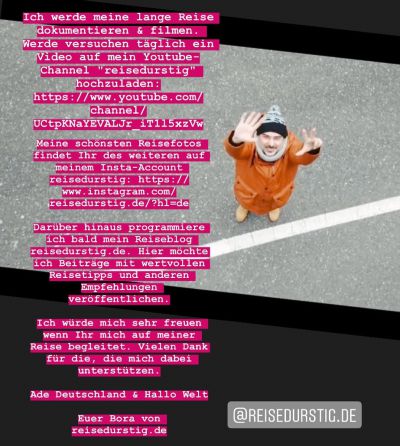 Ich werde meine lange Reise
dokumentieren & filmen.
Werde versuchen täglich ein
Video auf mein Youtube-
Channel "reisedurstig"
hochzuladen:
https://www.youtube.com/
channel/
UCtpKNaYEVALJr_iT1l5xzVw
Meine schönsten Reisefotos
findet Ihr des weiteren auf
meinem Insta-Account
reisedurstig: https://
www.instagram.com/
reisedurstig.de/?hl=de
Darüber hinaus programmiere
ich bald mein Reiseblog
reisedurstig.de. Hier möchte
ich Beiträge mit wertvollen
Reisetipps und anderen
Empfehlungen
veröffentlichen.
Ich würde mich sehr freuen
wenn Ihr mich auf meiner
Reise begleitet. Vielen Dank
für die, die mich dabei
unterstützen.
Ade Deutschland & Hallo Welt
Euer Bora von
reisedurstig.de
@REISEDURSTIG.DE